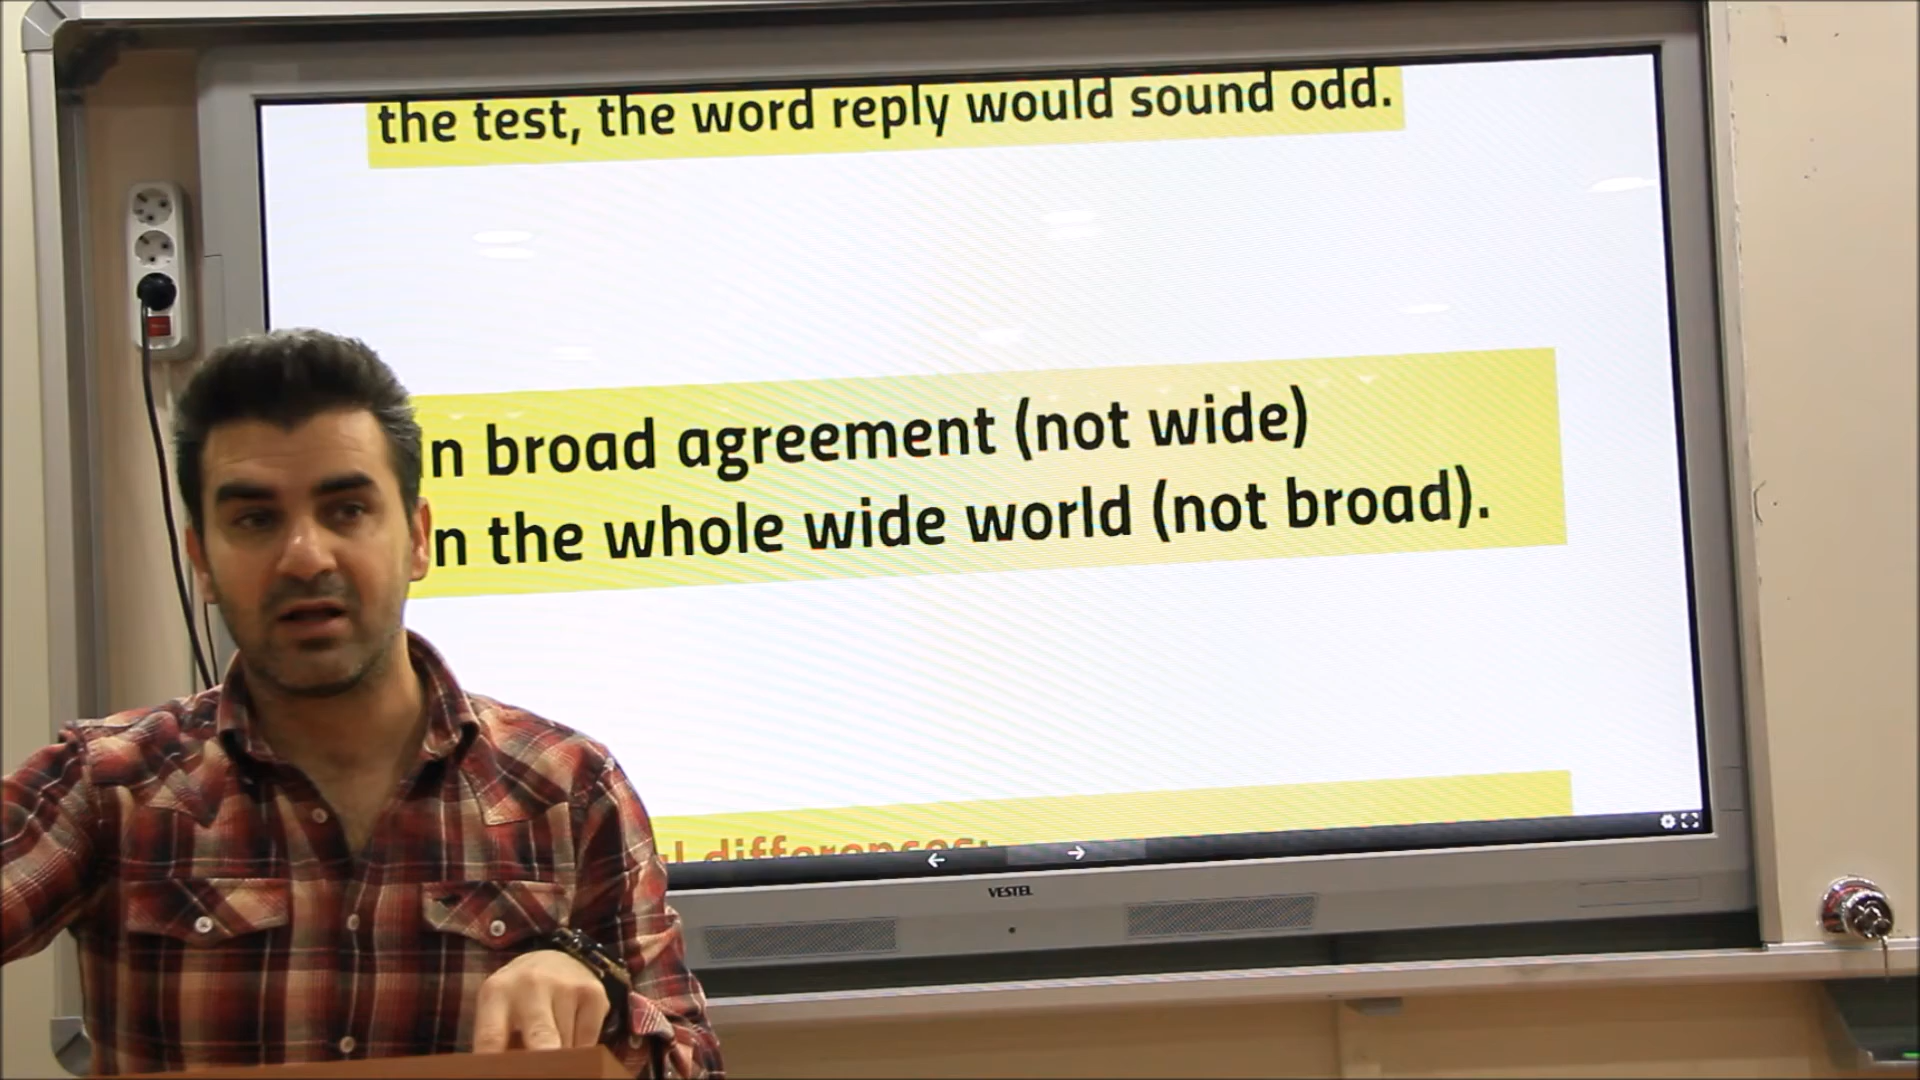 the test, the word reply would sound odd.
n broad agreement (not wide)
n the whole wide world (not broad).
l differences:
VESTEL